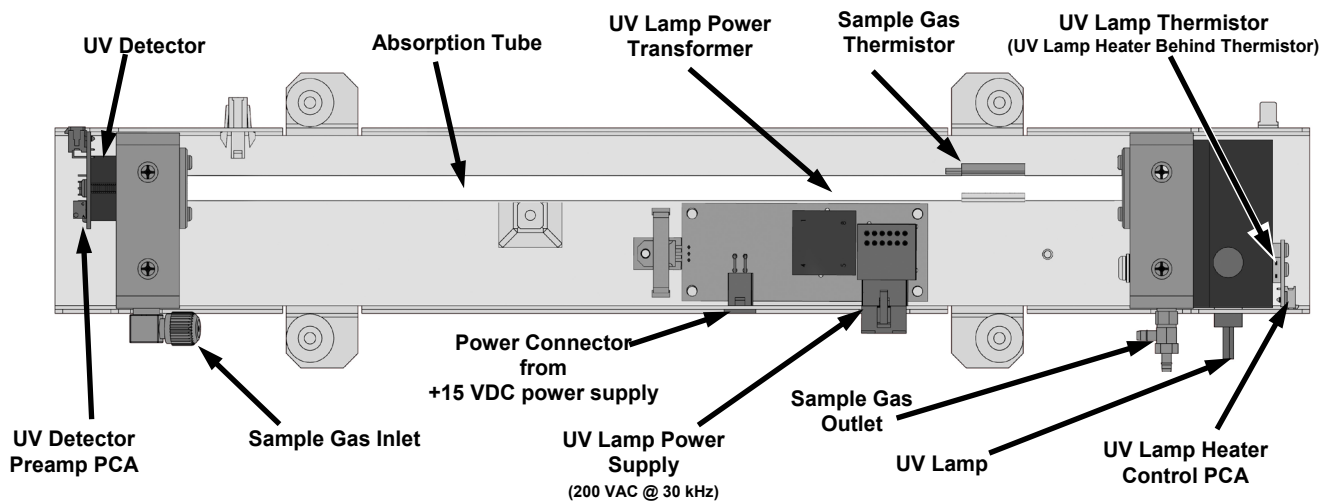 UV Detector
Absorption Tube
UV Lamp Power
Transformer
Sample Gas
Thermistor
UV Lamp Thermistor
(UV Lamp Heater Behind Thermistor)
UV Detector
Preamp PCA
Sample Gas Inlet
Power Connector
from
+15 VDC power supply
UV Lamp Power
Supply
(200 VAC @ 30 kHz)
Sample Gas
Outlet
UV Lamp
UV Lamp Heater
Control PCA